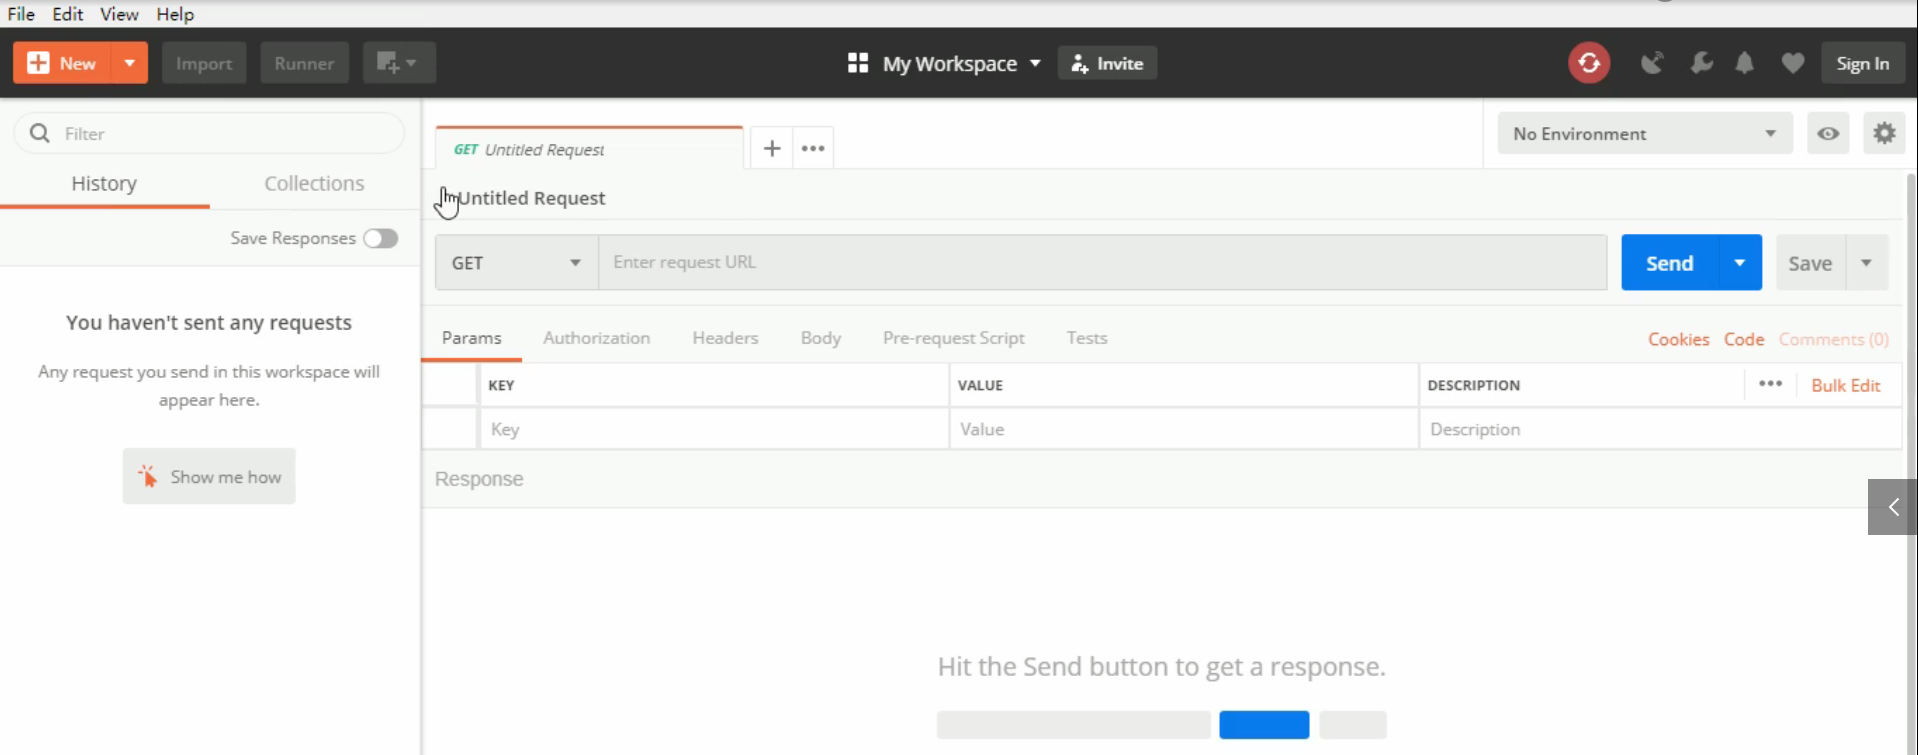 File Edit View Help
New Import Runner My Workspace Invite Sign In
Filter
History Collections
Save Responses
You haven't sent any requests
Any request you send in this workspace will
appear here.
Show me how
GET Untitled Request
No Environment
Untitled Request
GET Enter request URL Send Save
Params Authorization Headers Body Pre-request Script Tests Cookies Code Comments (0)
KEY VALUE DESCRIPTION Bulk Edit
Key Value Description
Response
Hit the Send button to get a response.